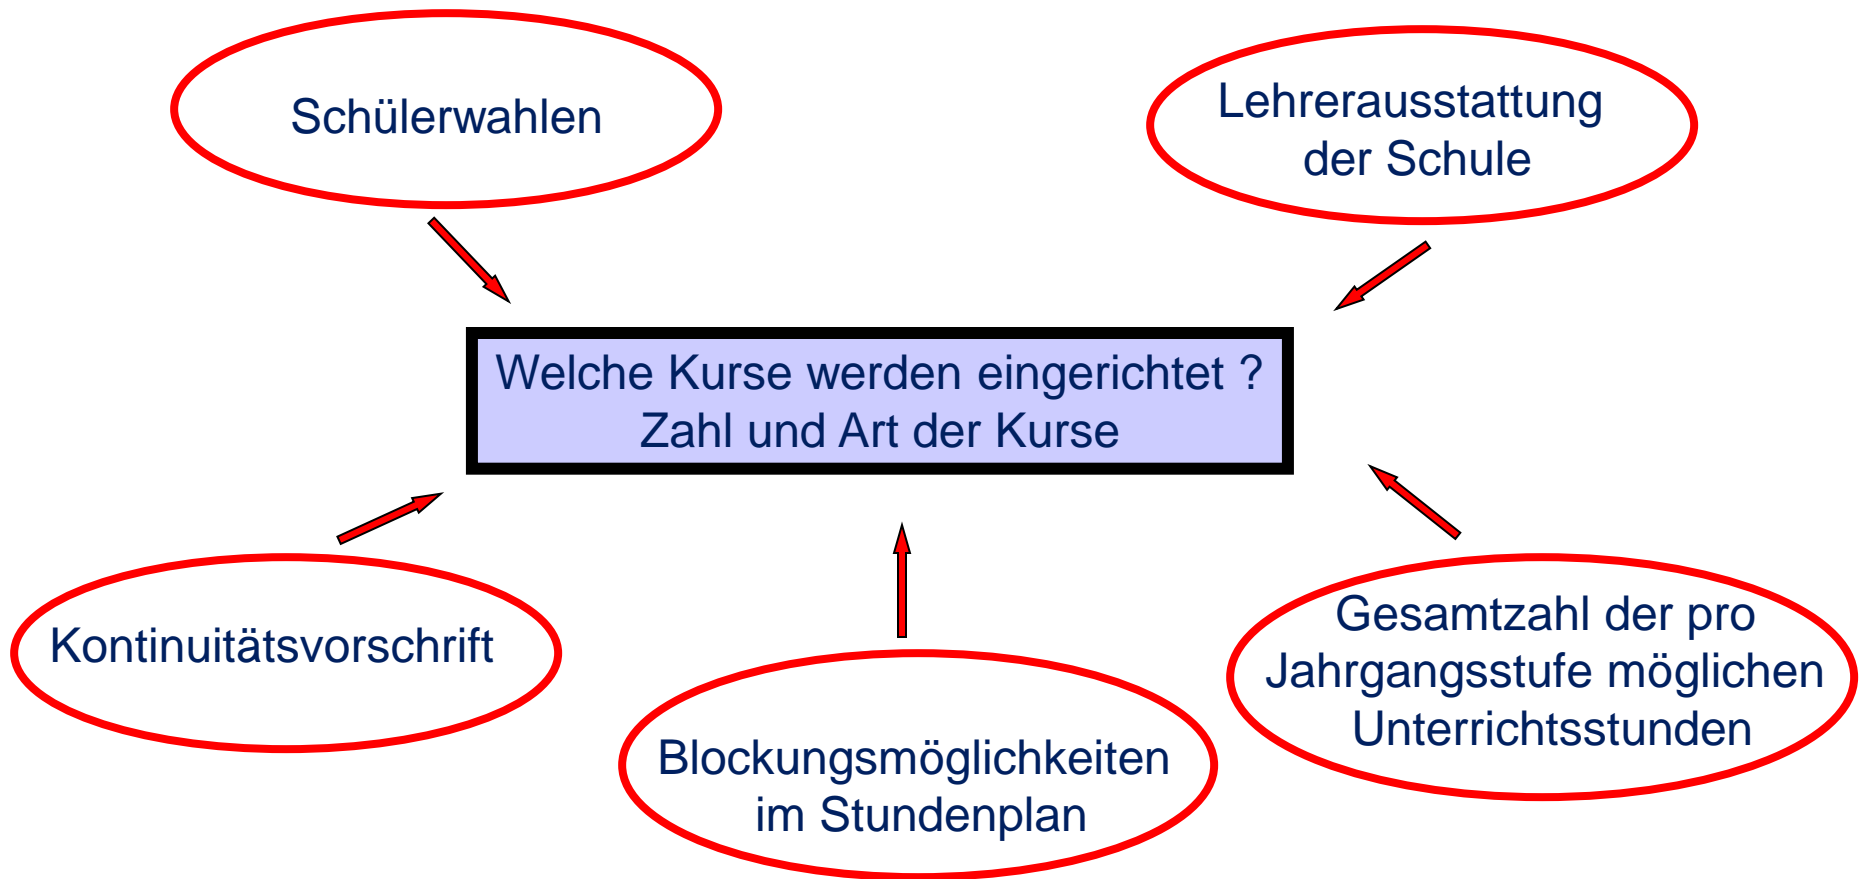 Schülerwahlen
Lehrerausstattung
der Schule
Welche Kurse werden eingerichtet ?
Zahl und Art der Kurse
Kontinuitätsvorschrift
Blockungsmöglichkeiten
im Stundenplan
Gesamtzahl der pro
Jahrgangsstufe möglichen
Unterrichtsstunden